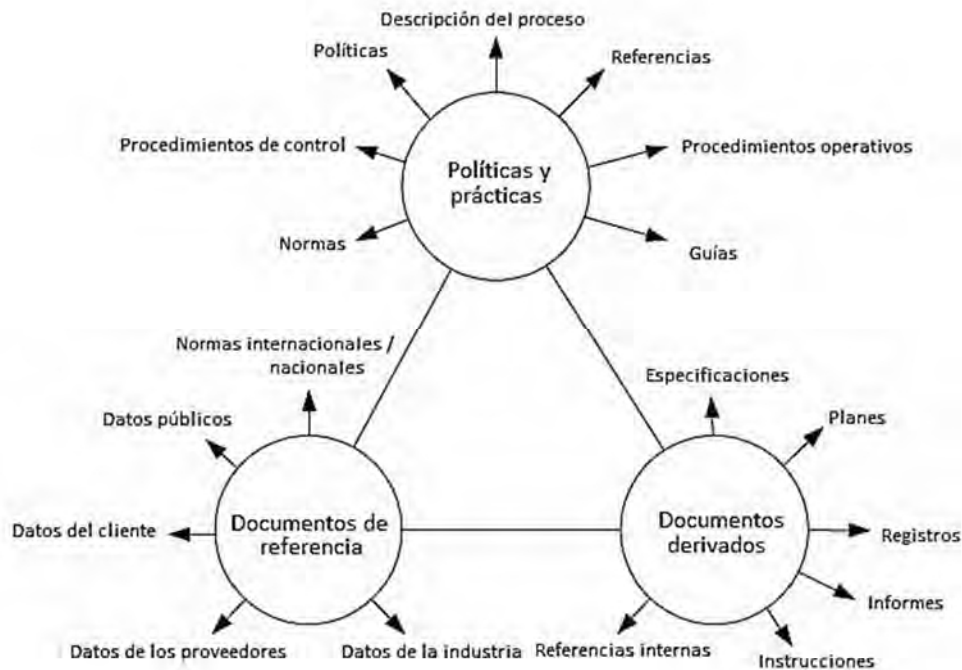 Descripción del proceso
Políticas
Referencias
Procedimientos de control
Procedimientos operativos
Políticas y
prácticas
Normas
Guías
Normas internacionales /
nacionales
Especificaciones
Datos públicos
Planes
Datos del cliente
Documentos de
referencia
Documentos
derivados
Registros
Informes
Datos de los proveedores
Datos de la industria
Referencias internas
Instrucciones